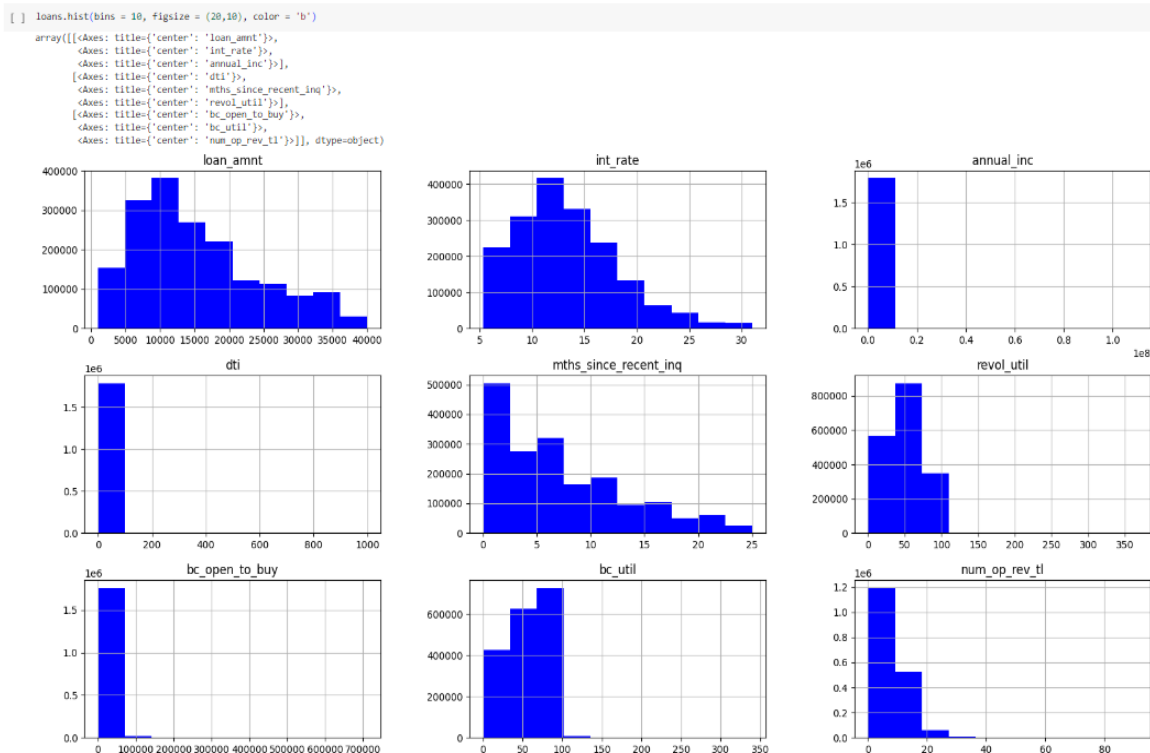 [ ] loans.hist(bins = 10, figsize = (20,10), color = 'b')
array([[<Axes: title={'center': 'loan_amnt'}>,
<Axes: title={'center': 'int_rate'}>,
<Axes: title={'center': 'annual_inc'}>],
[<Axes: title={'center': 'dti'}>,
<Axes: title={'center': 'mths_since_recent_inq'}>,
<Axes: title={'center': 'revol_util'}>],
[<Axes: title={'center': 'bc_open_to_buy'}>,
<Axes: title={'center': 'bc_util'}>,
<Axes: title={'center': 'num_op_rev_tl'}>]], dtype=object)
loan_amnt
400000
300000
200000
100000
0
0 5000 10000 15000 20000 25000 30000 35000 40000
int_rate
400000
300000
200000
100000
0
5 10 15 20 25 30
annual_inc
1e6
1.5
1.0
0.5
0.0
0.0 0.2 0.4 0.6 0.8 1.0
1e8
dti
1e6
1.5
1.0
0.5
0.0
0 200 400 600 800 1000
mths_since_recent_inq
500000
400000
300000
200000
100000
0
0 5 10 15 20 25
revol_util
800000
600000
400000
200000
0
0 50 100 150 200 250 300 350
bc_open_to_buy
1e6
1.5
1.0
0.5
0.0
0 100000 200000 300000 400000 500000 600000 700000
bc_util
600000
400000
200000
0
0 50 100 150 200 250 300 350
num_op_rev_tl
1e6
1.2
1.0
0.8
0.6
0.4
0.2
0.0
0 20 40 60 80